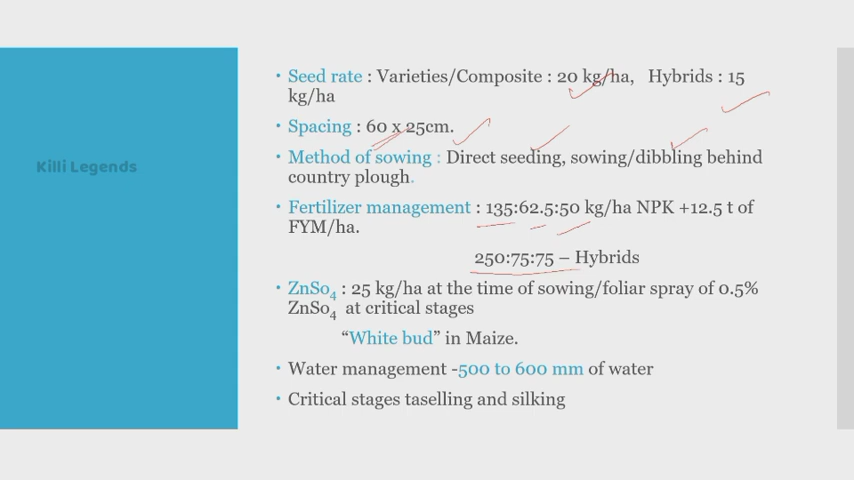 • Seed rate : Varieties/Composite : 20 kg/ha, Hybrids : 15
kg/ha
• Spacing : 60 x 25cm.
Killi Legends
• Method of sowing : Direct seeding, sowing/dibbling behind
country plough.
• Fertilizer management : 135:62.5:50 kg/ha NPK +12.5 t of
FYM/ha.
250:75:75 – Hybrids
• ZnSo4 : 25 kg/ha at the time of sowing/foliar spray of 0.5%
ZnSo4 at critical stages
“White bud” in Maize.
• Water management -500 to 600 mm of water
• Critical stages taselling and silking